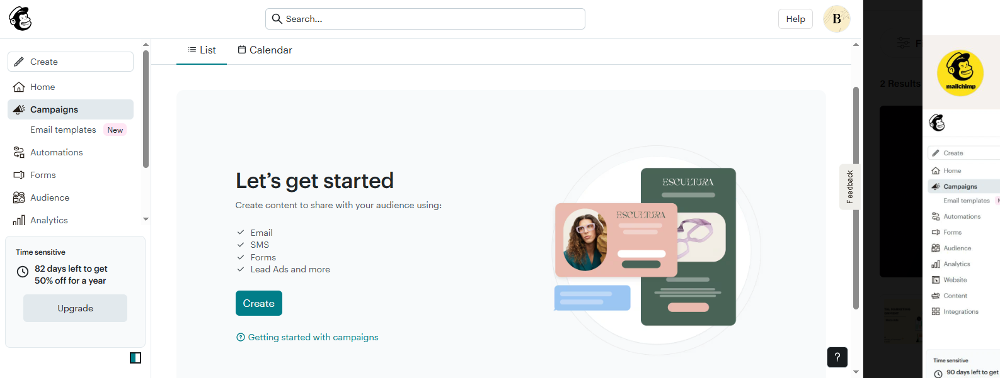 Search...
Help
B
Create
Home
Campaigns
Email templates New
Automations
Forms
Audience
Analytics
Time sensitive
82 days left to get
50% off for a year
Upgrade
List
Calendar
Let’s get started
Create content to share with your audience using:
Email
SMS
Forms
Lead Ads and more
Create
Getting started with campaigns
ESCULTURA
ESCULTURA
Feedback
?
2 Results
mailchimp
Create
Home
Campaigns
Email templates
Automations
Forms
Audience
Analytics
Website
Content
Integrations
Time sensitive
90 days left to get